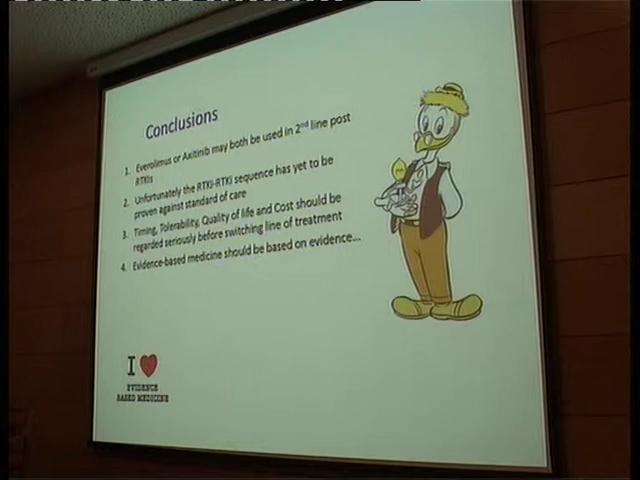 Conclusions
1. Everolimus or Axitinib may both be used in 2nd line post
RTKIs
2. Unfortunately the RTKI-RTKI sequence has yet to be
proven against standard of care
3. Timing, Tolerability, Quality of life and Cost should be
regarded seriously before switching line of treatment
4. Evidence-based medicine should be based on evidence...
I ❤
EVIDENCE
BASED MEDICINE